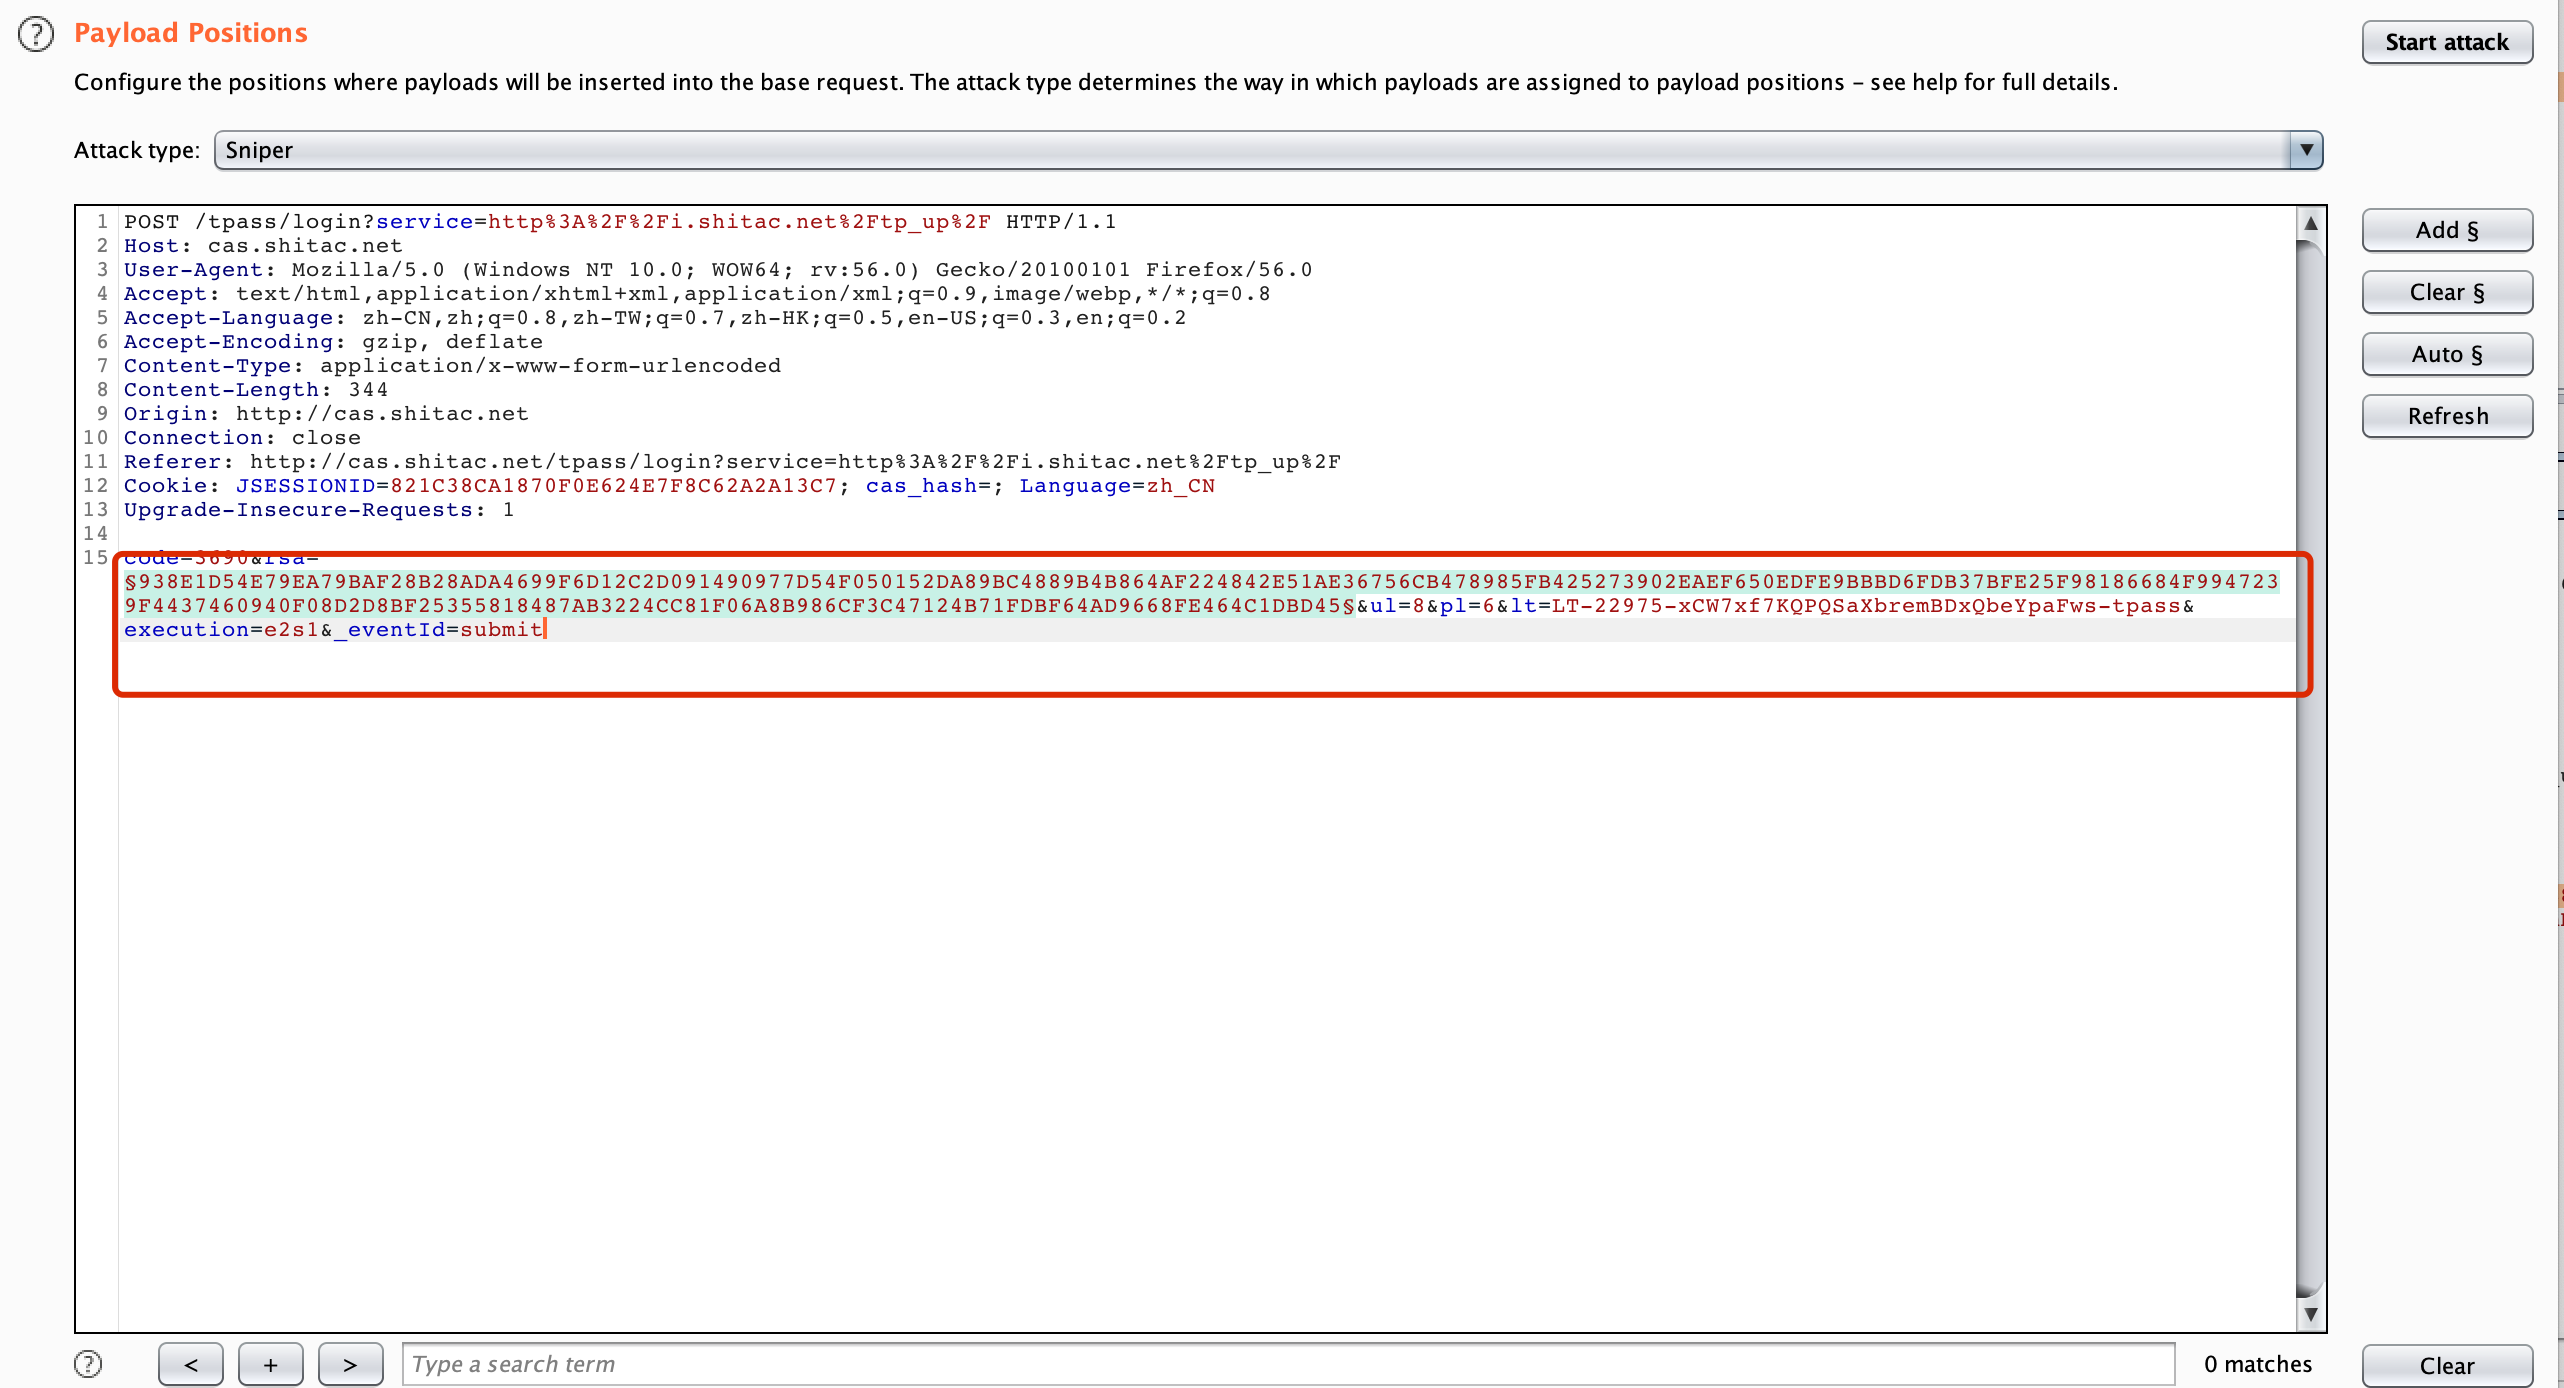 Payload Positions
Start attack
Configure the positions where payloads will be inserted into the base request. The attack type determines the way in which payloads are assigned to payload positions – see help for full details.
Attack type: Sniper
1 POST /tpass/login?service=http%3A%2F%2Fi.shitac.net%2Ftp_up%2F HTTP/1.1
2 Host: cas.shitac.net
3 User-Agent: Mozilla/5.0 (Windows NT 10.0; WOW64; rv:56.0) Gecko/20100101 Firefox/56.0
4 Accept: text/html,application/xhtml+xml,application/xml;q=0.9,image/webp,*/*;q=0.8
5 Accept-Language: zh-CN,zh;q=0.8,zh-TW;q=0.7,zh-HK;q=0.5,en-US;q=0.3,en;q=0.2
6 Accept-Encoding: gzip, deflate
7 Content-Type: application/x-www-form-urlencoded
8 Content-Length: 344
9 Origin: http://cas.shitac.net
10 Connection: close
11 Referer: http://cas.shitac.net/tpass/login?service=http%3A%2F%2Fi.shitac.net%2Ftp_up%2F
12 Cookie: JSESSIONID=821C38CA1870F0E624E7F8C62A2A13C7; cas_hash=; Language=zh_CN
13 Upgrade-Insecure-Requests: 1
14
15 code=3690&rsa=
§938E1D54E79EA79BAF28B28ADA4699F6D12C2D091490977D54F050152DA89BC4889B4B864AF224842E51AE36756CB478985FB425273902EAEF650EDFE9BBBD6FDB37BFE25F98186684F994723
9F4437460940F08D2D8BF25355818487AB3224CC81F06A8B986CF3C47124B71FDBF64AD9668FE464C1DBD45§&ul=8&pl=6&lt=LT-22975-xCW7xf7KQPQSaXbremBDxQbeYpaFws-tpass&
execution=e2s1&_eventId=submit
Add §
Clear §
Auto §
Refresh
< + > Type a search term
0 matches
Clear